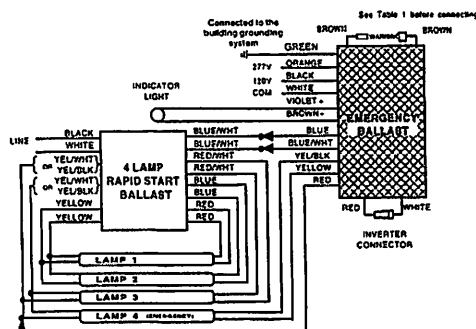 See Table 1 before connecting
Connected to the
building grounding
system
BROWN
BROWN
GREEN
277V
ORANGE
120V
BLACK
COM
WHITE
VIOLET +
BROWN+
INDICATOR
LIGHT
EMERGENCY
BALLAST
LINE
BLACK
WHITE
YEL/WHT
OR
YEL/BLK
YEL/WHT
OR
YEL/BLK
YELLOW
YELLOW
4 LAMP
RAPID START
BALLAST
BLUE/WHT
BLUE/WHT
RED/WHT
RED/WHT
BLUE
BLUE
RED
RED
BLUE
BLUE/WHT
YEL/BLK
YELLOW
RED
RED
WHITE
INVERTER
CONNECTOR
LAMP 1
LAMP 2
LAMP 3
LAMP 4 (EMERGENCY)